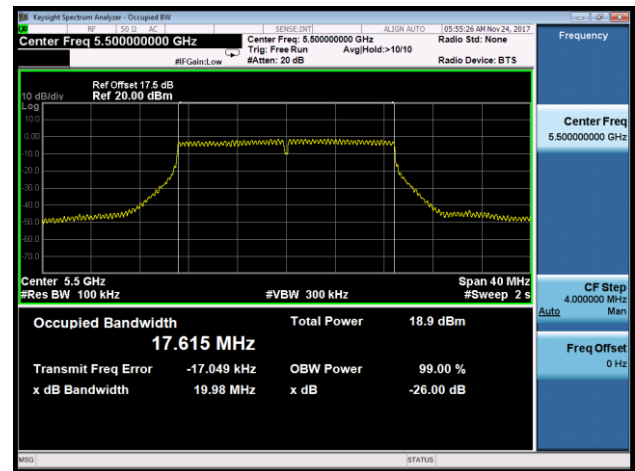 Keysight Spectrum Analyzer - Occupied BW
RF 50 Ω AC SENSE:INT ALIGN AUTO 05:55:26 AM Nov 24, 2017
Center Freq 5.500000000 GHz
Center Freq: 5.500000000 GHz Radio Std: None
Trig: Free Run Avg|Hold:>10/10
#IFGain:Low #Atten: 20 dB Radio Device: BTS
Ref Offset 17.5 dB
10 dB/div Ref 20.00 dBm
Log
10.0
0.00
-10.0
-20.0
-30.0
-40.0
-50.0
-60.0
-70.0
Center 5.5 GHz Span 40 MHz
#Res BW 100 kHz #VBW 300 kHz #Sweep 2 s
Occupied Bandwidth Total Power 18.9 dBm
17.615 MHz
Transmit Freq Error -17.049 kHz OBW Power 99.00 %
x dB Bandwidth 19.98 MHz x dB -26.00 dB
MSG STATUS
Frequency
Center Freq
5.500000000 GHz
CF Step
4.000000 MHz
Auto Man
Freq Offset
0 Hz